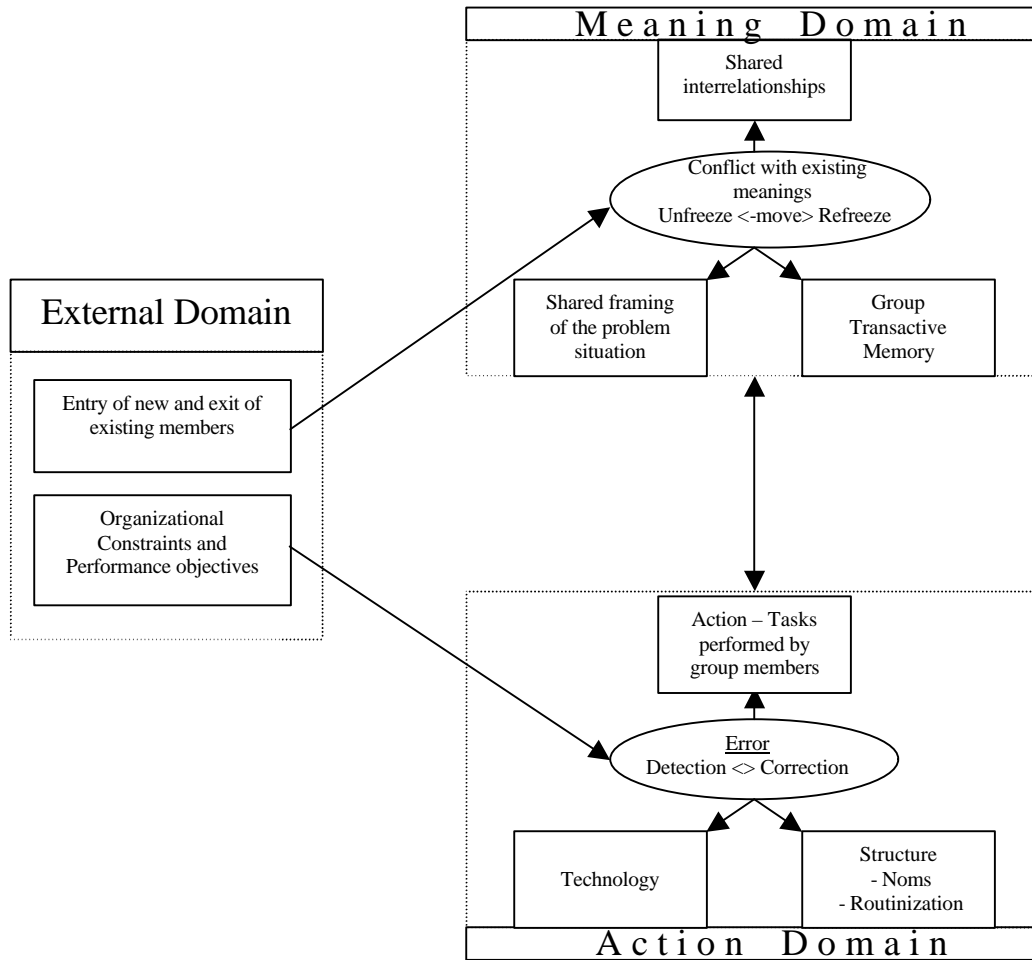 Meaning Domain
Shared
interrelationships
Conflict with existing
meanings
Unfreeze <-move> Refreeze
Shared framing
of the problem
situation
Group
Transactive
Memory
External Domain
Entry of new and exit of
existing members
Organizational
Constraints and
Performance objectives
Action – Tasks
performed by
group members
Error
Detection <> Correction
Technology
Structure
- Noms
- Routinization
Action Domain